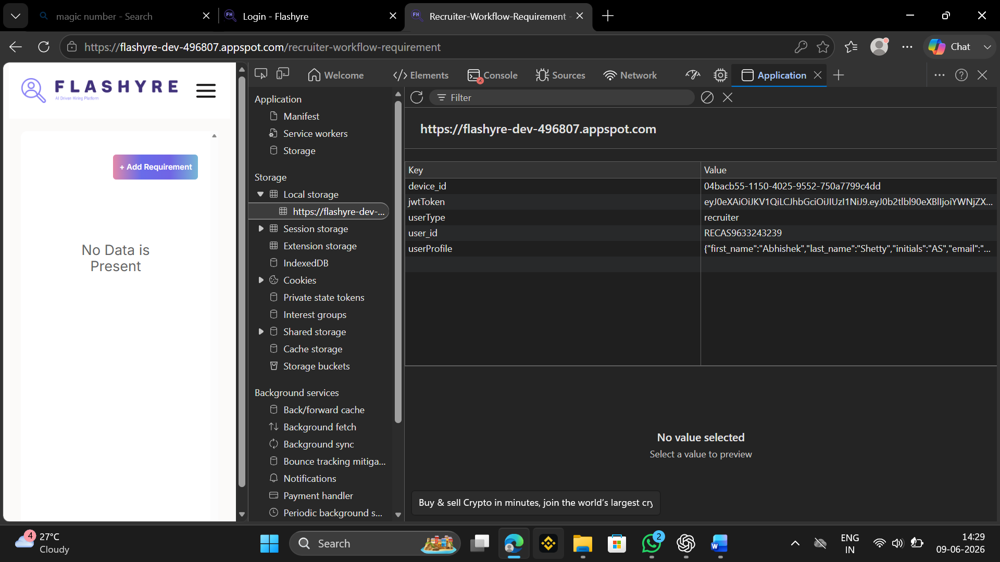 magic number - Search
Login - Flashyre
Recruiter-Workflow-Requirement -
https://flashyre-dev-496807.appspot.com/recruiter-workflow-requirement
Chat
FLASHYRE
AI Driven Hiring Platform
+ Add Requirement
No Data is
Present
Welcome
Elements
Console
Sources
Network
Application
Application
Manifest
Service workers
Storage
Storage
Local storage
https://flashyre-dev-...
Session storage
Extension storage
IndexedDB
Cookies
Private state tokens
Interest groups
Shared storage
Cache storage
Storage buckets
Background services
Back/forward cache
Background fetch
Background sync
Bounce tracking mitiga...
Notifications
Payment handler
Periodic background s...
Filter
https://flashyre-dev-496807.appspot.com
Key Value
device_id 04bacb55-1150-4025-9552-750a7799c4dd
jwtToken eyJ0eXAiOiJKV1QiLCJhbGciOiJIUzI1NiJ9.eyJ0b2tlbl90eXBlIjoiYWNjZX...
userType recruiter
user_id RECAS9633243239
userProfile {"first_name":"Abhishek","last_name":"Shetty","initials":"AS","email":"...
No value selected
Select a value to preview
Buy & sell Crypto in minutes, join the world's largest cry
4
27°C
Cloudy
Search
2
ENG
IN
14:29
09-06-2026